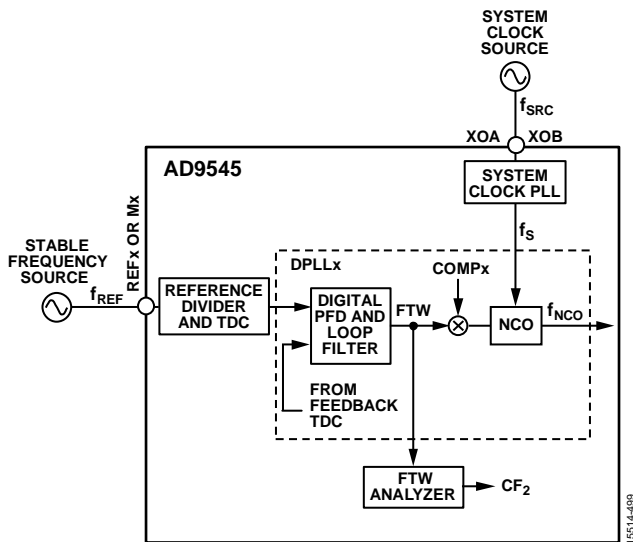 SYSTEM
CLOCK
SOURCE
fSRC
XOA
XOB
AD9545
SYSTEM
CLOCK PLL
REFx OR Mx
fS
STABLE
FREQUENCY
SOURCE
fREF
REFERENCE
DIVIDER
AND TDC
DPLLx
COMPx
DIGITAL
PFD AND
LOOP
FILTER
FTW
NCO
fNCO
FROM
FEEDBACK
TDC
FTW
ANALYZER
CF2
15514-499